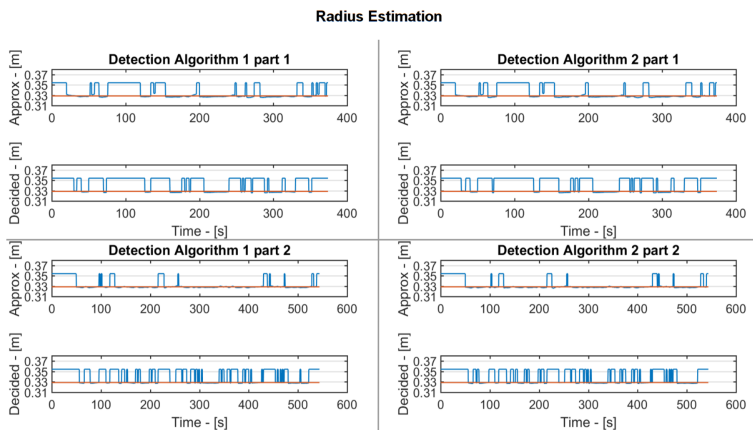 Radius Estimation
Detection Algorithm 1 part 1
Approx - [m]
0.37
0.35
0.33
0.31
0 100 200 300 400
Decided - [m]
0.37
0.35
0.33
0.31
0 100 200 300 400
Time - [s]
Detection Algorithm 2 part 1
Approx - [m]
0.37
0.35
0.33
0.31
0 100 200 300 400
Decided - [m]
0.37
0.35
0.33
0.31
0 100 200 300 400
Time - [s]
Detection Algorithm 1 part 2
Approx - [m]
0.37
0.35
0.33
0.31
0 100 200 300 400 500 600
Decided - [m]
0.37
0.35
0.33
0.31
0 100 200 300 400 500 600
Time - [s]
Detection Algorithm 2 part 2
Approx - [m]
0.37
0.35
0.33
0.31
0 100 200 300 400 500 600
Decided - [m]
0.37
0.35
0.33
0.31
0 100 200 300 400 500 600
Time - [s]